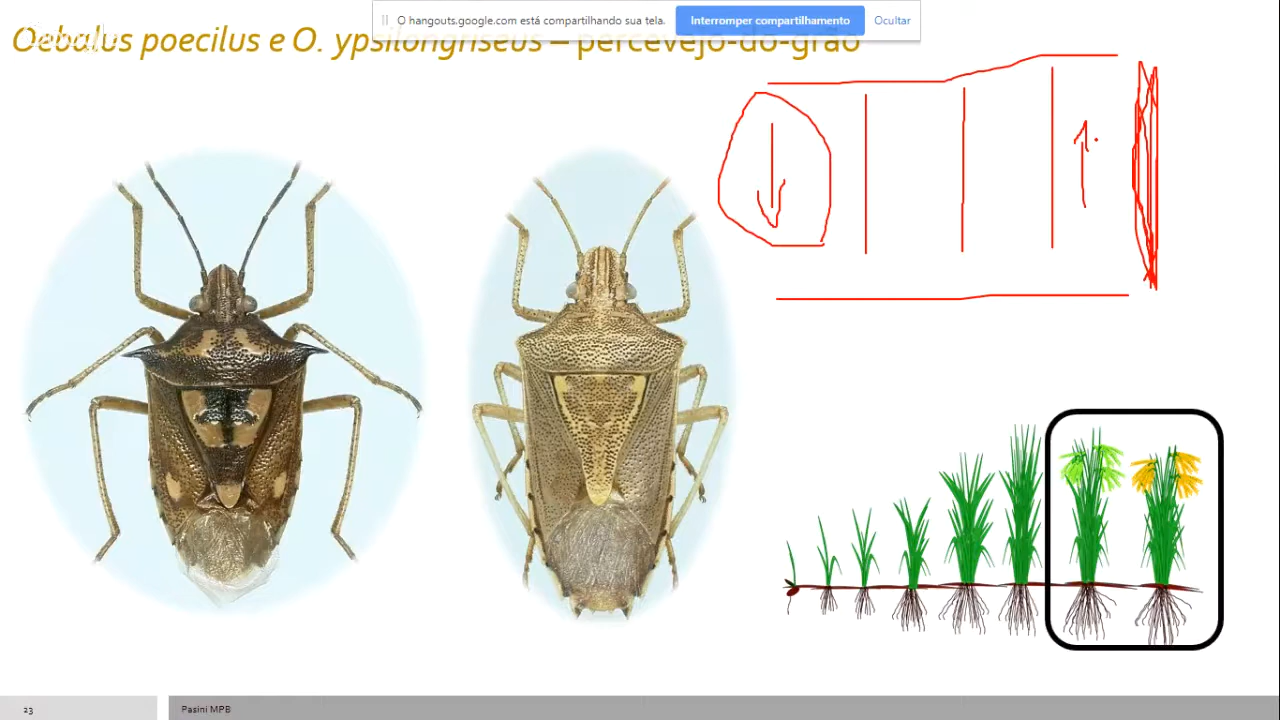 O hangouts.google.com está compartilhando sua tela.
Interromper compartilhamento
Ocultar
Oebalus poecilus e O. ypsilongriseus – percevejo-do-grão
23
Pasini MPB